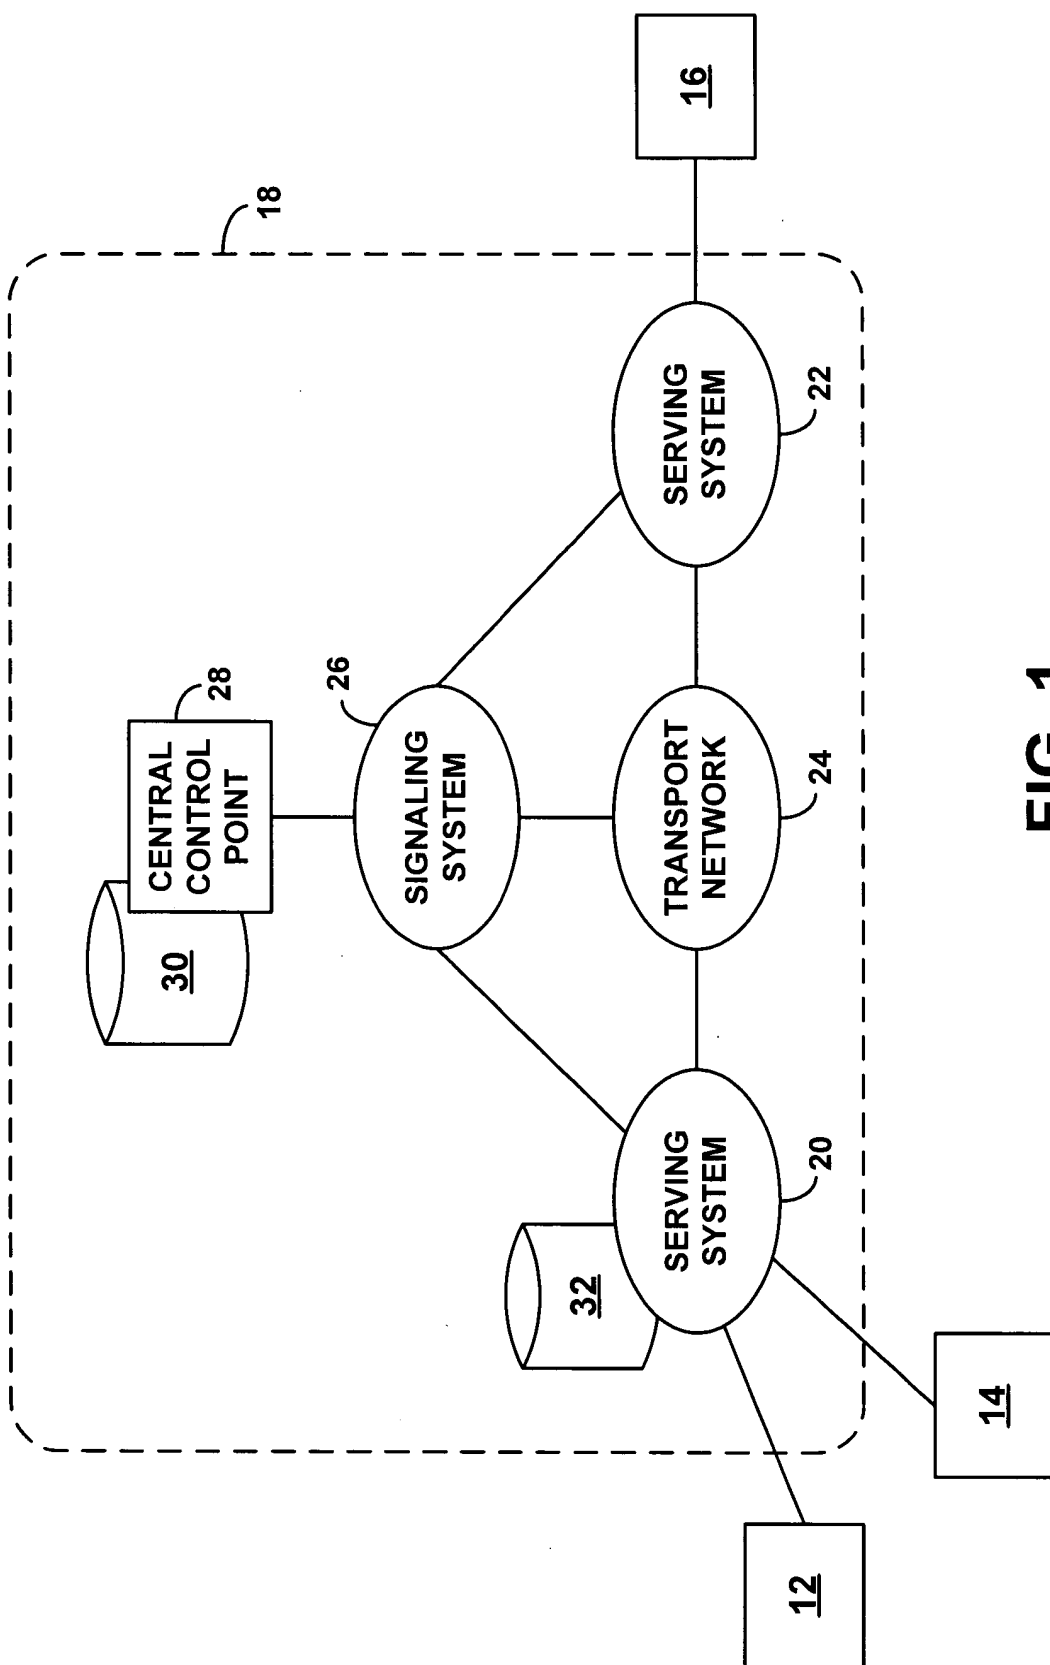 18
16
30
CENTRAL
CONTROL
POINT
28
26
SIGNALING
SYSTEM
32
SERVING
SYSTEM
20
TRANSPORT
NETWORK
24
SERVING
SYSTEM
22
12
14
FIG. 1